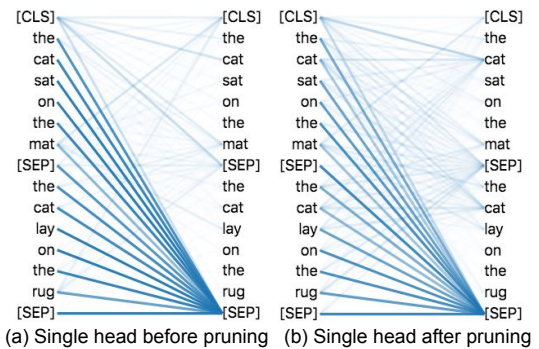 [CLS] [CLS] [CLS] [CLS]
the the the the
cat cat cat cat
sat sat sat sat
on on on on
the the the the
mat mat mat mat
[SEP] [SEP] [SEP] [SEP]
the the the the
cat cat cat cat
lay lay lay lay
on on on on
the the the the
rug rug rug rug
[SEP] [SEP] [SEP] [SEP]
(a) Single head before pruning (b) Single head after pruning